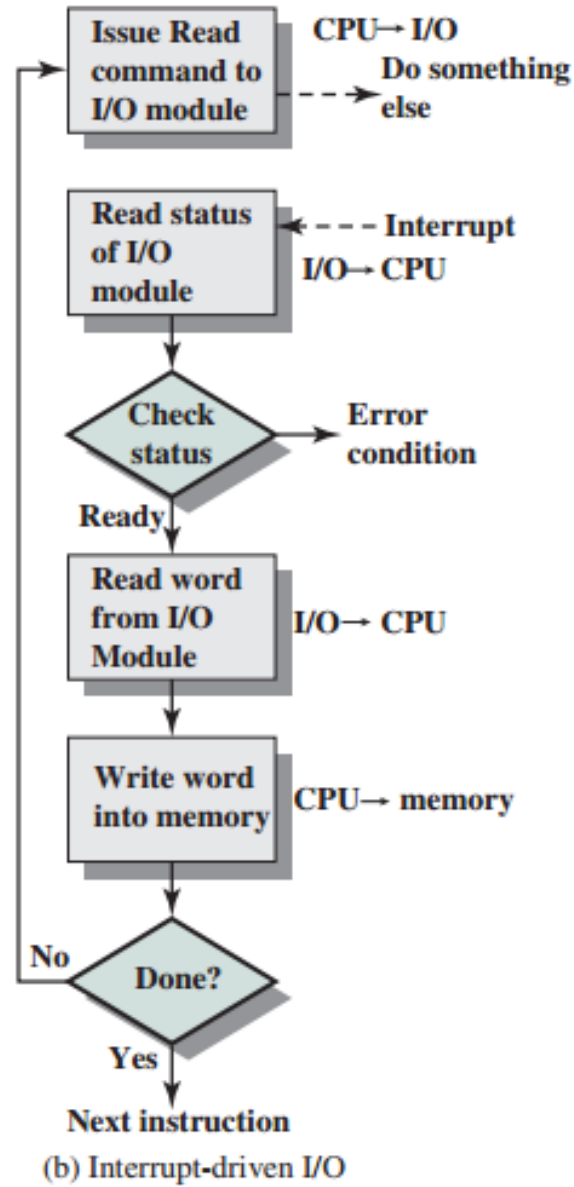 Issue Read
command to
I/O module
CPU→ I/O
Do something
else
Read status
of I/O
module
Interrupt
I/O→ CPU
Check
status
Error
condition
Ready
Read word
from I/O
Module
I/O→ CPU
Write word
into memory
CPU→ memory
No
Done?
Yes
Next instruction
(b) Interrupt-driven I/O